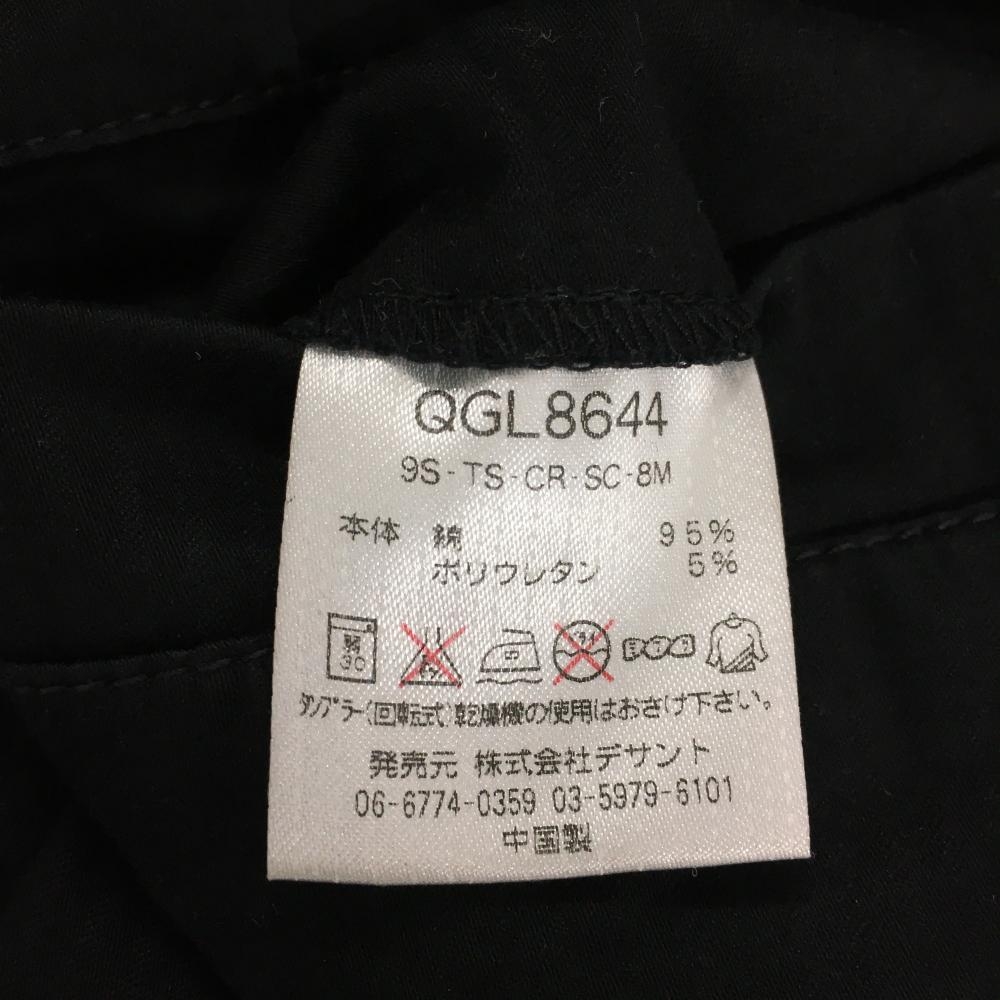 QGL8644
9S-TS-CR-SC-8M
本体 綿 95%
ポリウレタン 5%
弱 30
タンブラー(回転式)乾燥機の使用はおさけ下さい。
発売元 株式会社デサント
06-6774-0359 03-5979-6101
中国製